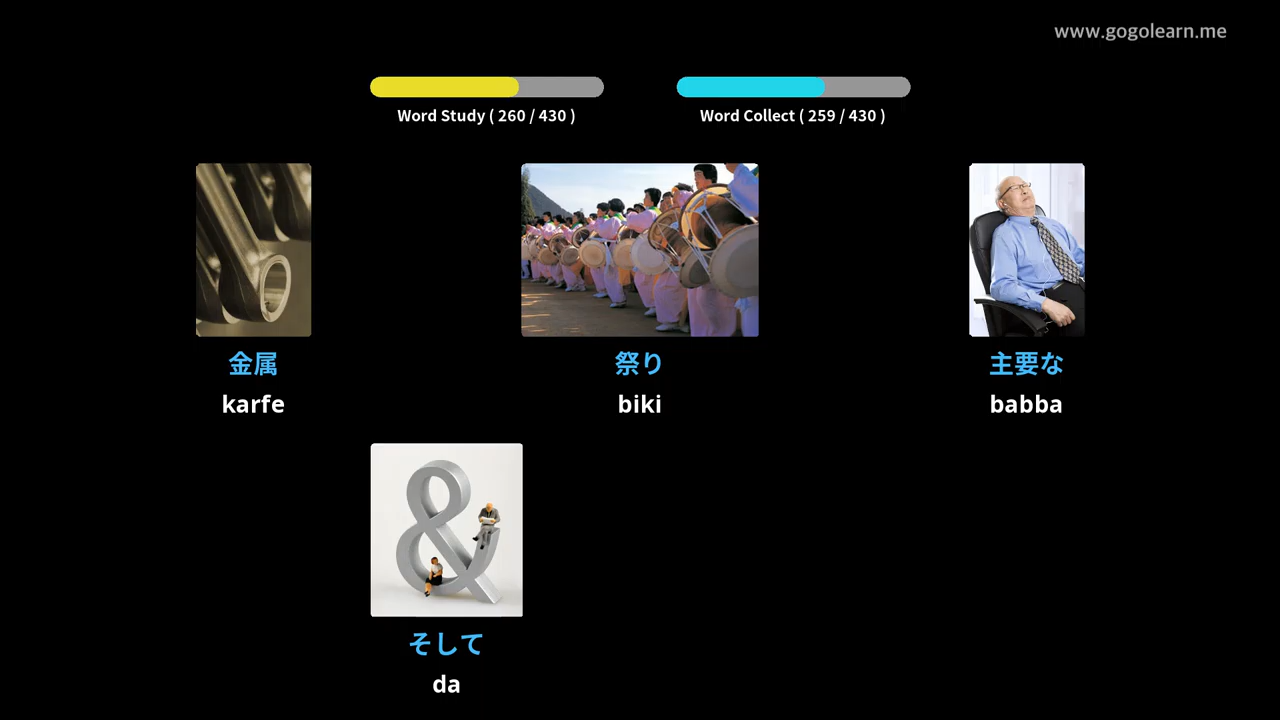 www.gogolearn.me
Word Study ( 260 / 430 )
Word Collect ( 259 / 430 )
金属
karfe
祭り
biki
主要な
babba
&
そして
da